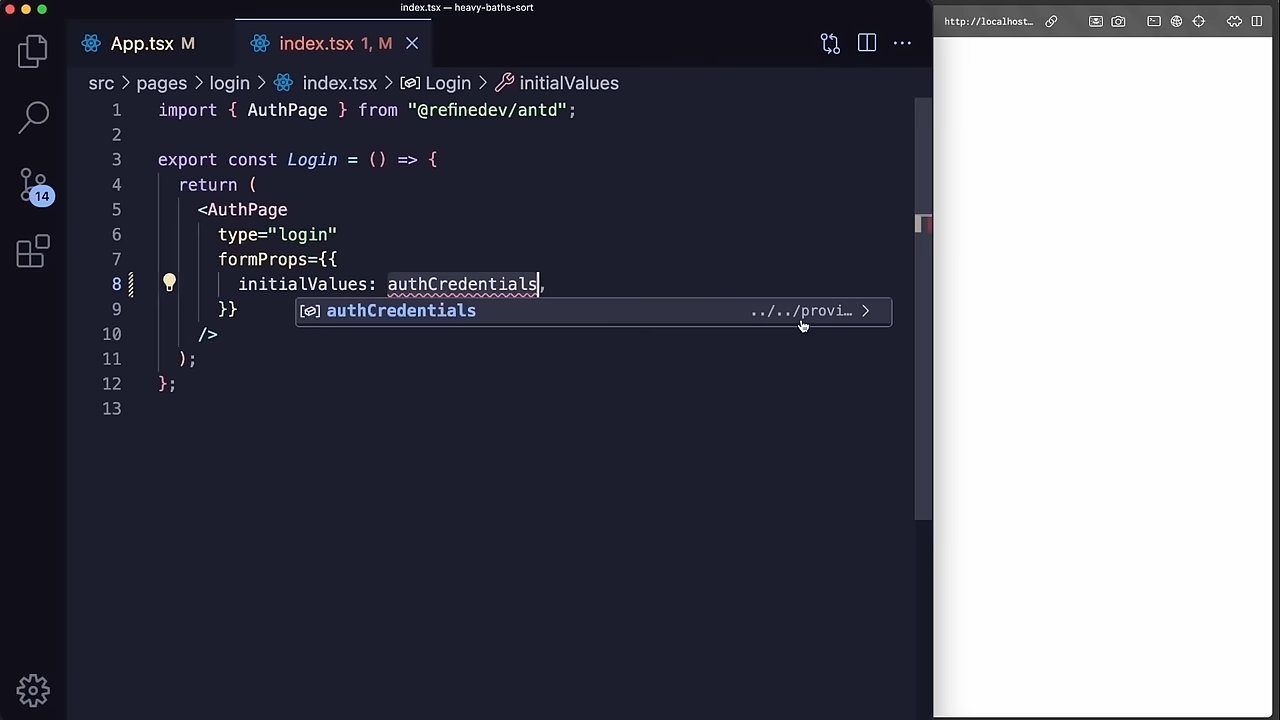 index.tsx — heavy-baths-sort
App.tsx M
index.tsx 1, M
http://localhost...
src > pages > login > index.tsx > Login > initialValues
1 import { AuthPage } from "@refinedev/antd";
2
3 export const Login = () => {
4 return (
5 <AuthPage
6 type="login"
7 formProps={{
8 initialValues: authCredentials,
9 }}
authCredentials ../../provi... >
10 />
11 );
12 };
13
14